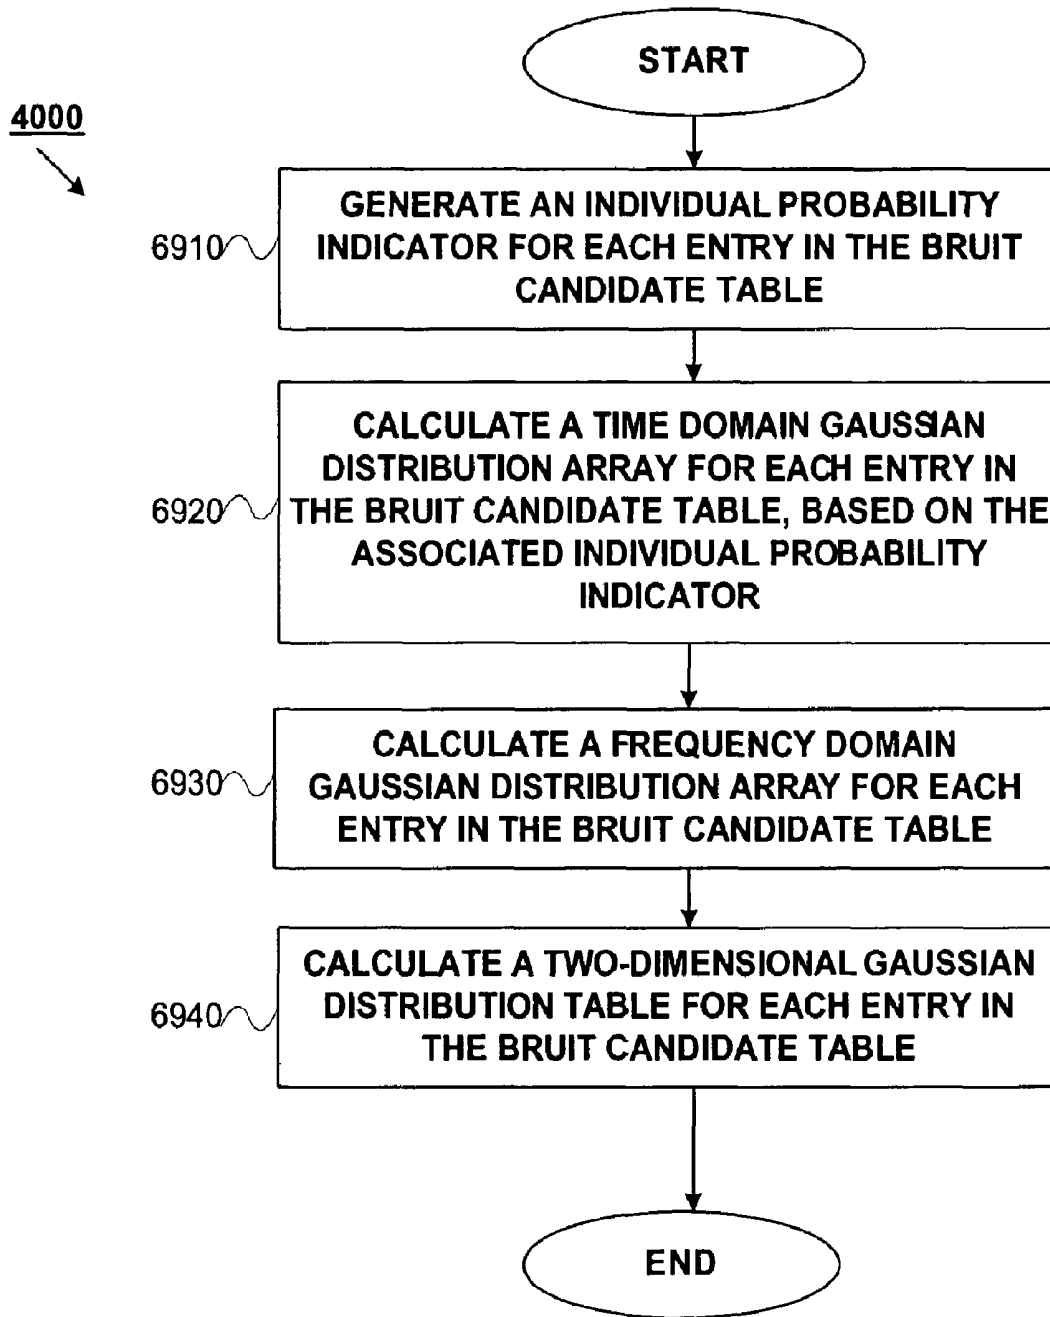 START
4000
GENERATE AN INDIVIDUAL PROBABILITY
INDICATOR FOR EACH ENTRY IN THE BRUIT
CANDIDATE TABLE
6910
CALCULATE A TIME DOMAIN GAUSSIAN
DISTRIBUTION ARRAY FOR EACH ENTRY IN
THE BRUIT CANDIDATE TABLE, BASED ON THE
ASSOCIATED INDIVIDUAL PROBABILITY
INDICATOR
6920
CALCULATE A FREQUENCY DOMAIN
GAUSSIAN DISTRIBUTION ARRAY FOR EACH
ENTRY IN THE BRUIT CANDIDATE TABLE
6930
CALCULATE A TWO-DIMENSIONAL GAUSSIAN
DISTRIBUTION TABLE FOR EACH ENTRY IN
THE BRUIT CANDIDATE TABLE
6940
END